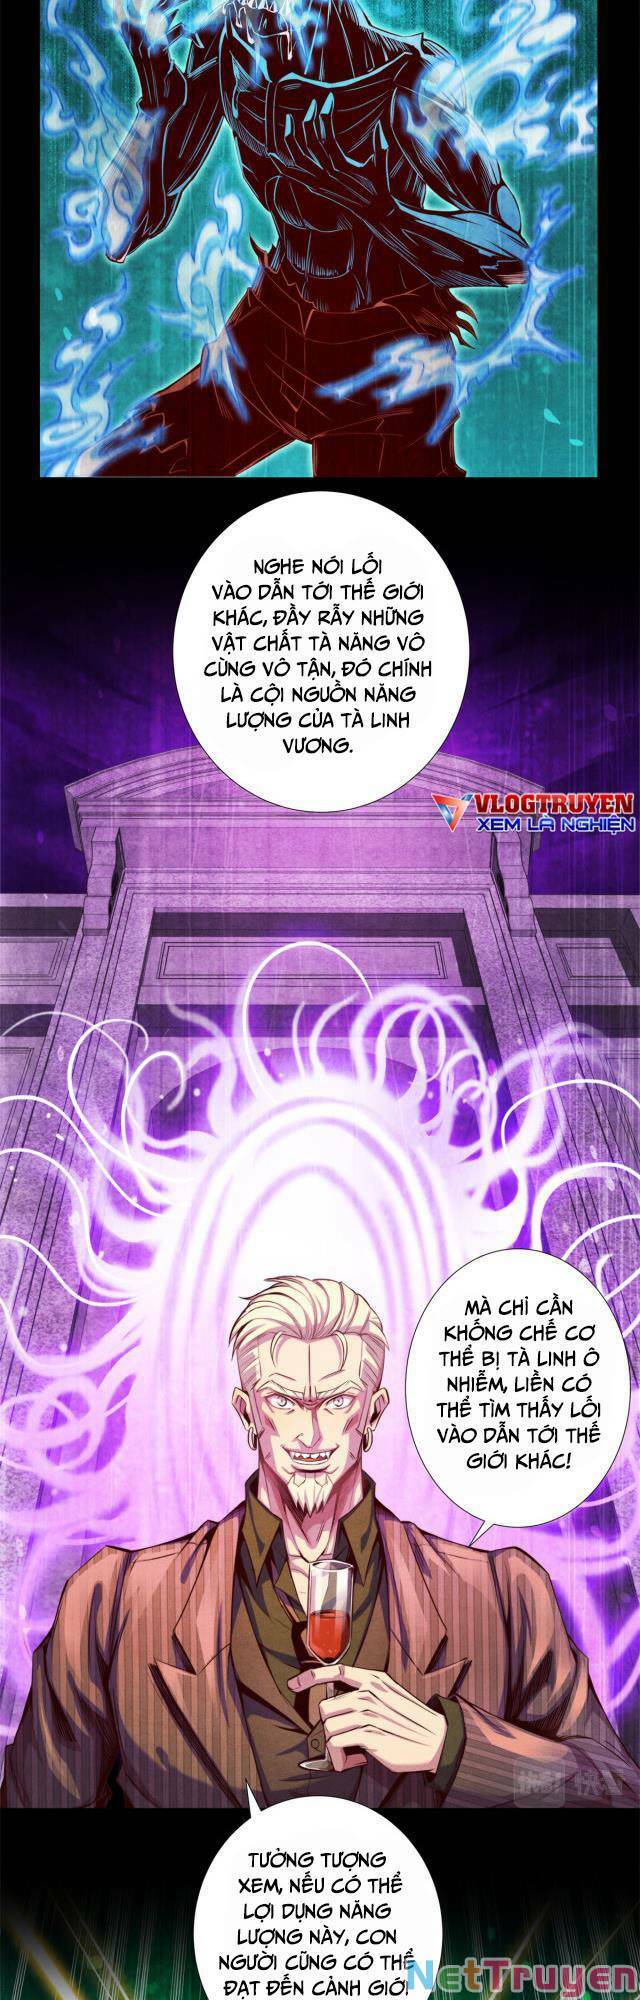 NGHE NÓI LỐI
VÀO DẪN TỚI THẾ GIỚI
KHÁC, ĐẦY RẪY NHỮNG
VẬT CHẤT TÀ NĂNG VÔ
CÙNG VÔ TẬN, ĐÓ CHÍNH
LÀ CỘI NGUỒN NĂNG
LƯỢNG CỦA TÀ LINH
VƯƠNG.
VLOGTRUYEN
XEM LÀ NGHIỆN
MÀ CHỈ CẦN
KHỐNG CHẾ CƠ
THỂ BỊ TÀ LINH Ô
NHIỄM, LIỀN CÓ
THỂ TÌM THẤY LỐI
VÀO DẪN TỚI THẾ
GIỚI KHÁC!
TƯỞNG TƯỢNG
XEM, NẾU CÓ THỂ
LỢI DỤNG NĂNG
LƯỢNG NÀY, CON
NGƯỜI CŨNG CÓ THỂ
ĐẠT ĐẾN CẢNH GIỚI
NetTruyen